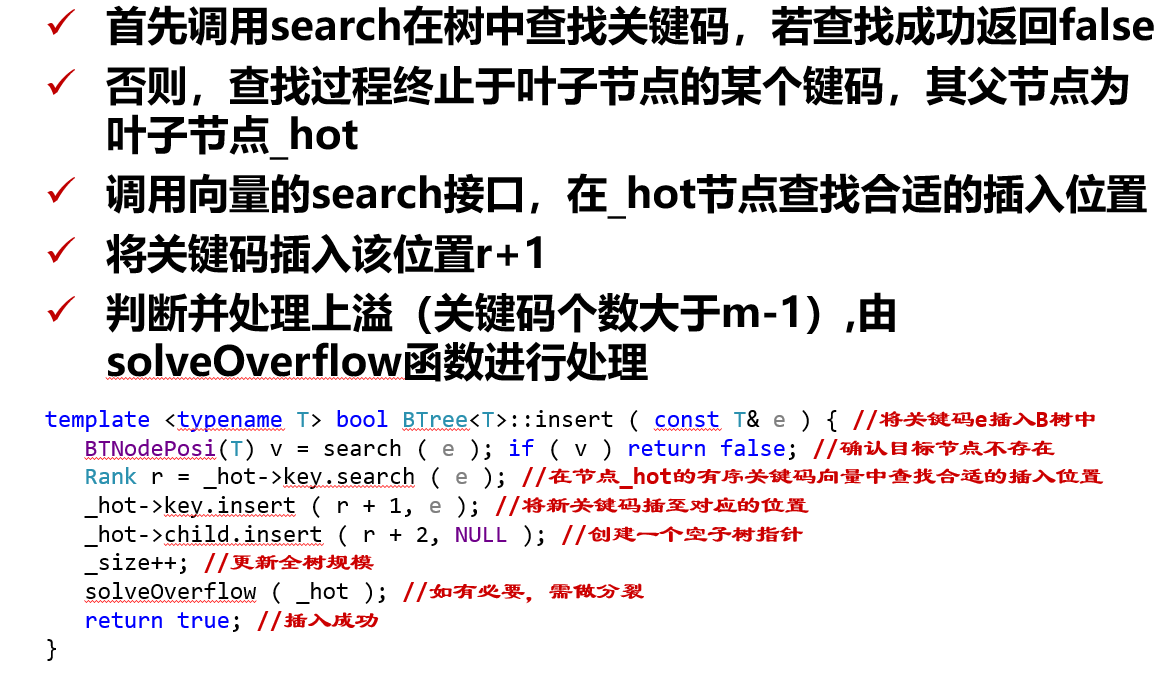 首先调用search在树中查找关键码，若查找成功返回false
否则，查找过程终止于叶子节点的某个键码，其父节点为
叶子节点_hot
调用向量的search接口，在_hot节点查找合适的插入位置
将关键码插入该位置r+1
判断并处理上溢（关键码个数大于m-1）,由
solveOverflow函数进行处理
template <typename T> bool BTree<T>::insert ( const T& e ) { //将关键码e插入B树中
BTNodePosi(T) v = search ( e ); if ( v ) return false; //确认目标节点不存在
Rank r = _hot->key.search ( e ); //在节点_hot的有序关键码向量中查找合适的插入位置
_hot->key.insert ( r + 1, e ); //将新关键码插至对应的位置
_hot->child.insert ( r + 2, NULL ); //创建一个空子树指针
_size++; //更新全树规模
solveOverflow ( _hot ); //如有必要，需做分裂
return true; //插入成功
}